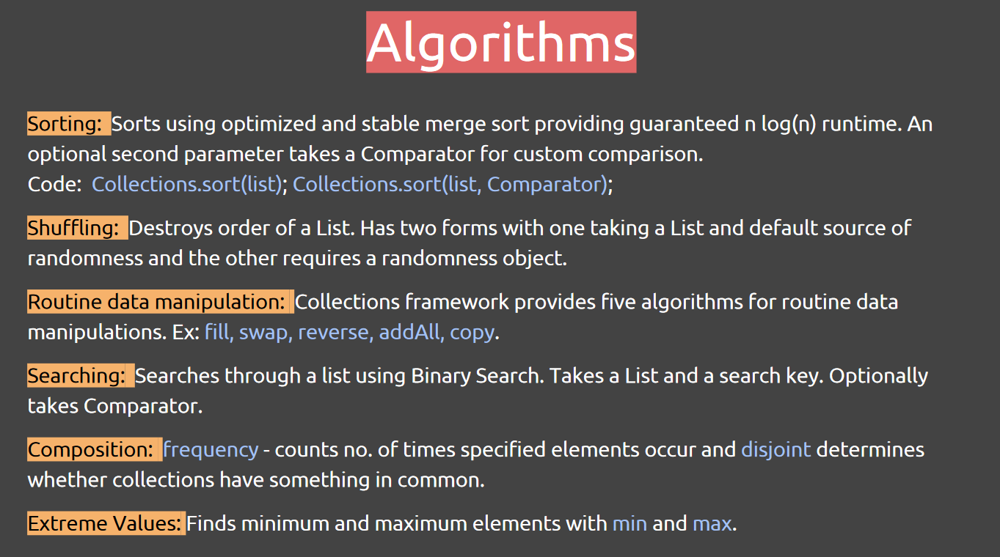 Algorithms
Sorting: Sorts using optimized and stable merge sort providing guaranteed n log(n) runtime. An
optional second parameter takes a Comparator for custom comparison.
Code: Collections.sort(list); Collections.sort(list, Comparator);
Shuffling: Destroys order of a List. Has two forms with one taking a List and default source of
randomness and the other requires a randomness object.
Routine data manipulation: Collections framework provides five algorithms for routine data
manipulations. Ex: fill, swap, reverse, addAll, copy.
Searching: Searches through a list using Binary Search. Takes a List and a search key. Optionally
takes Comparator.
Composition: frequency - counts no. of times specified elements occur and disjoint determines
whether collections have something in common.
Extreme Values: Finds minimum and maximum elements with min and max.